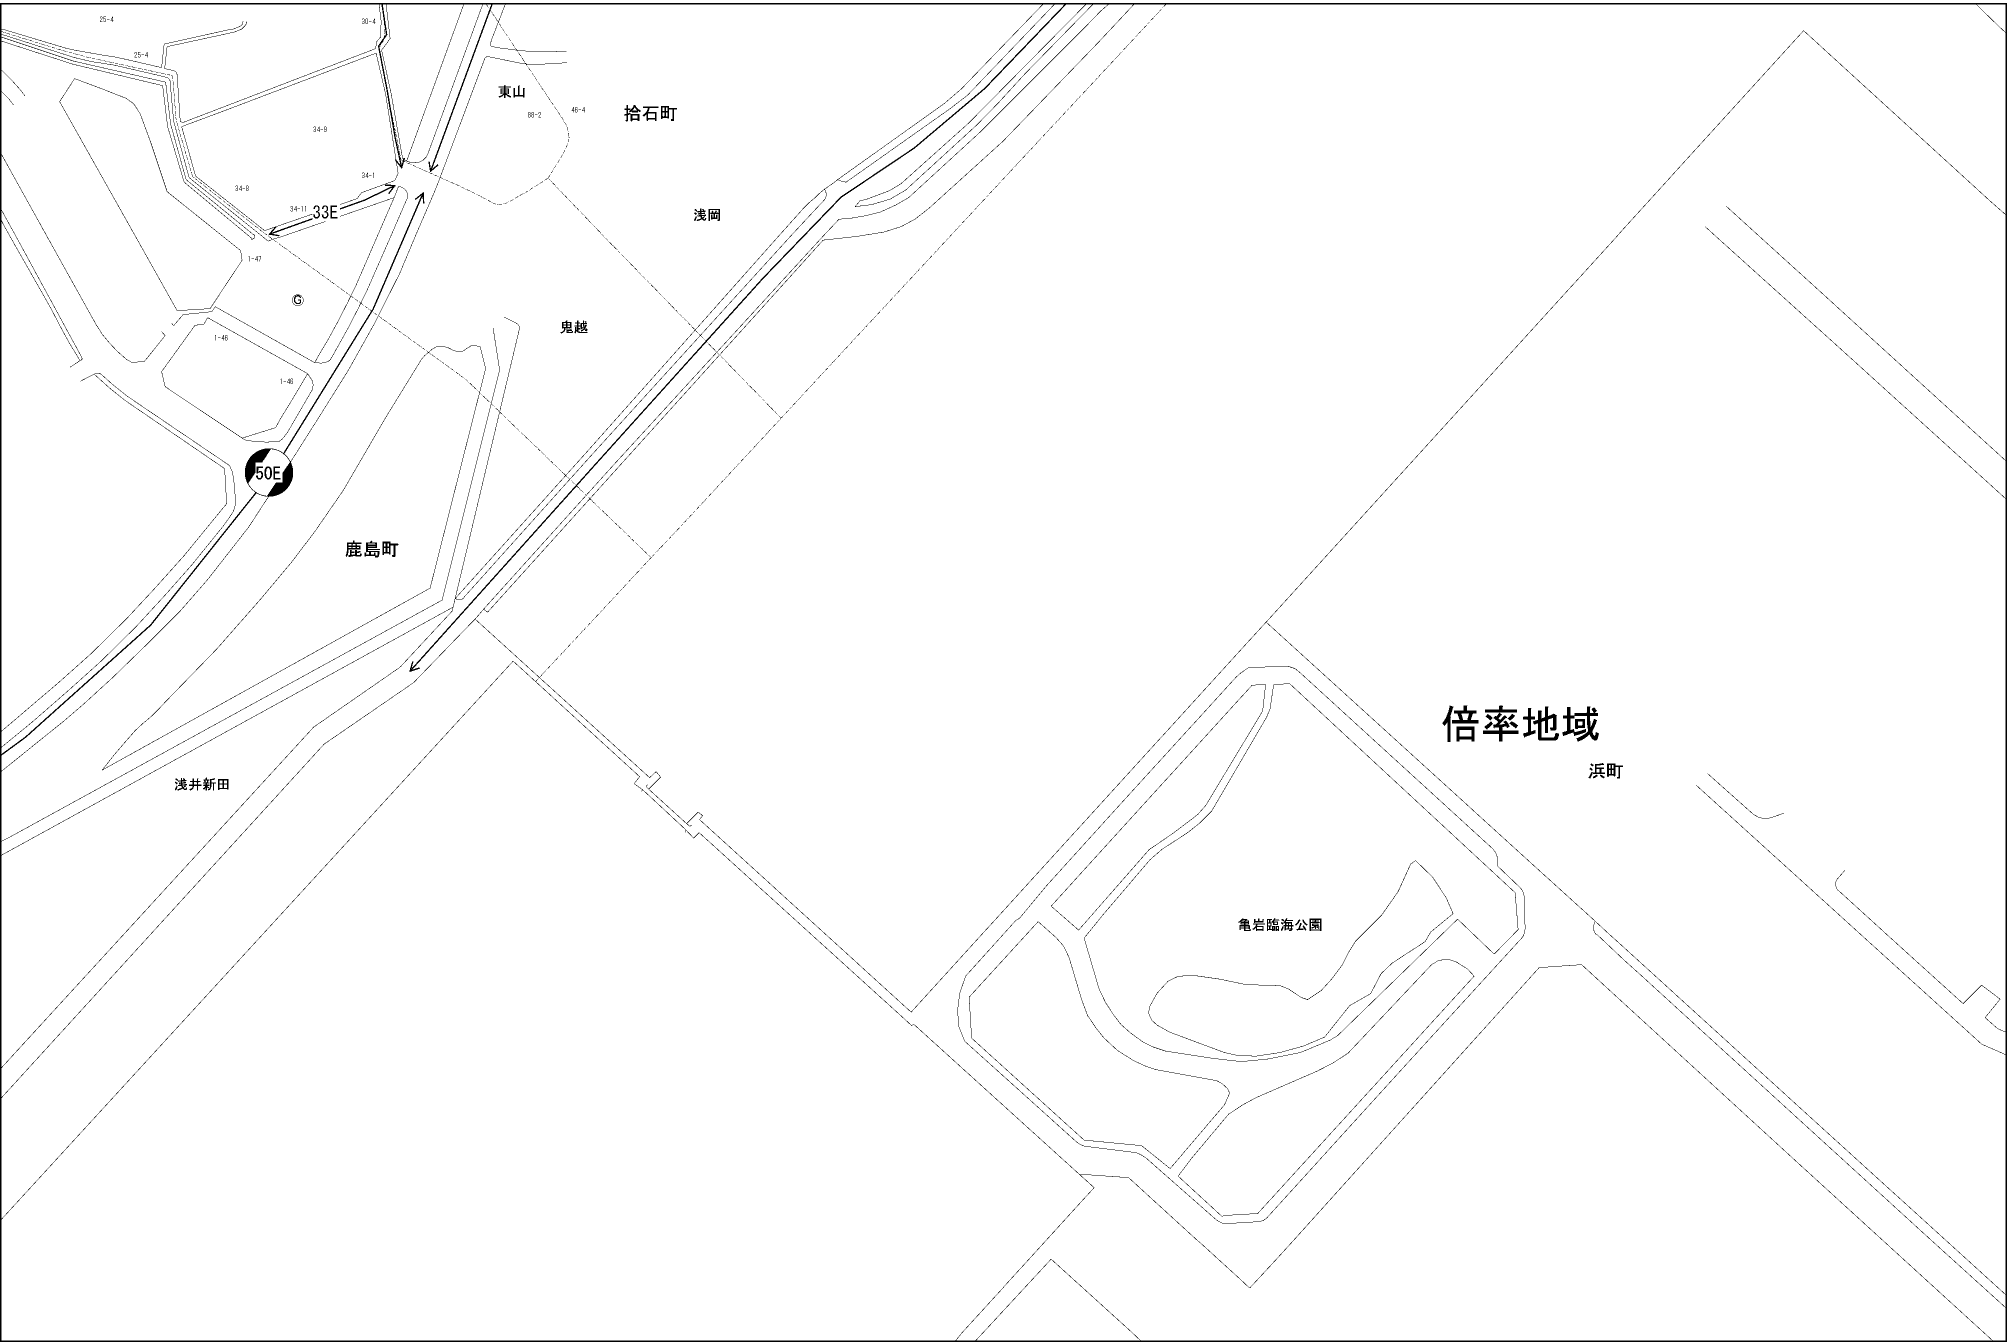 25-4
30-4
25-4
東山
88-2
46-4
拾石町
34-9
34-1
34-8
34-11
33E
浅岡
1-47
G
鬼越
1-46
1-46
50E
鹿島町
倍率地域
浜町
浅井新田
亀岩臨海公園